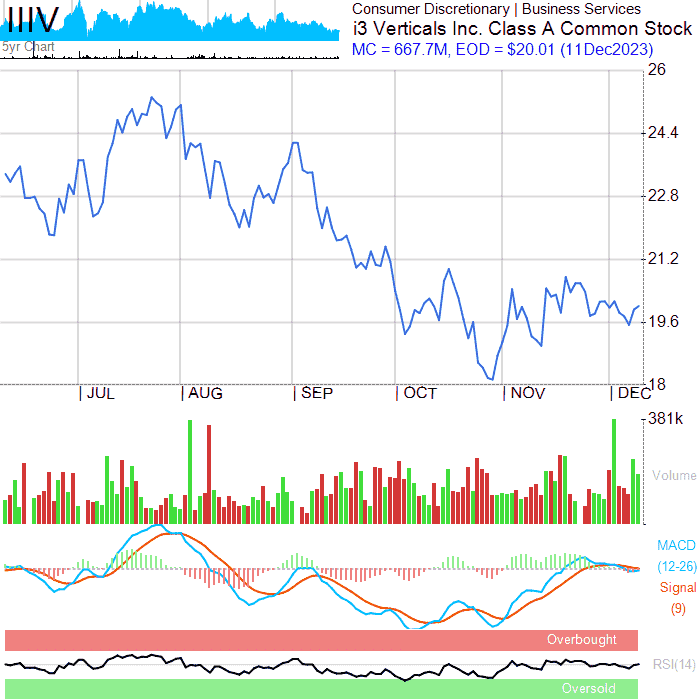 IIIV
5yr Chart
Consumer Discretionary | Business Services
i3 Verticals Inc. Class A Common Stock
MC = 667.7M, EOD = $20.01 (11Dec2023)
26
24.4
22.8
21.2
19.6
18
JUL
AUG
SEP
OCT
NOV
DEC
381k
Volume
MACD
(12-26)
Signal
(9)
Overbought
RSI(14)
Oversold